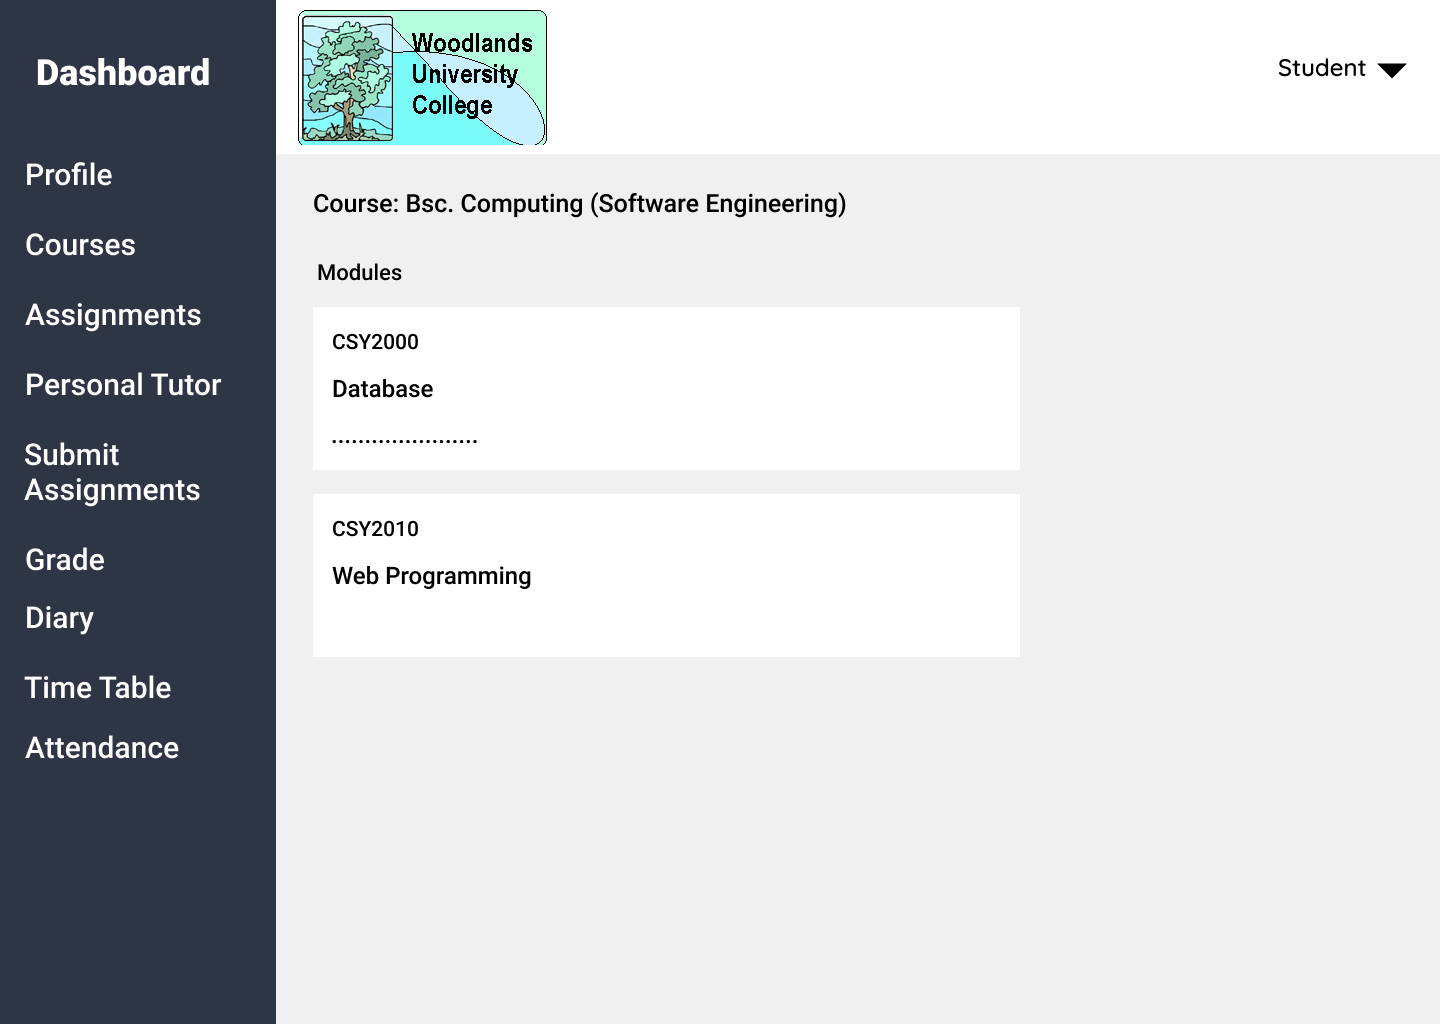 Dashboard
Profile
Courses
Assignments
Personal Tutor
Submit
Assignments
Grade
Diary
Time Table
Attendance
Woodlands
University
College
Student
Course: Bsc. Computing (Software Engineering)
Modules
CSY2000
Database
......................
CSY2010
Web Programming